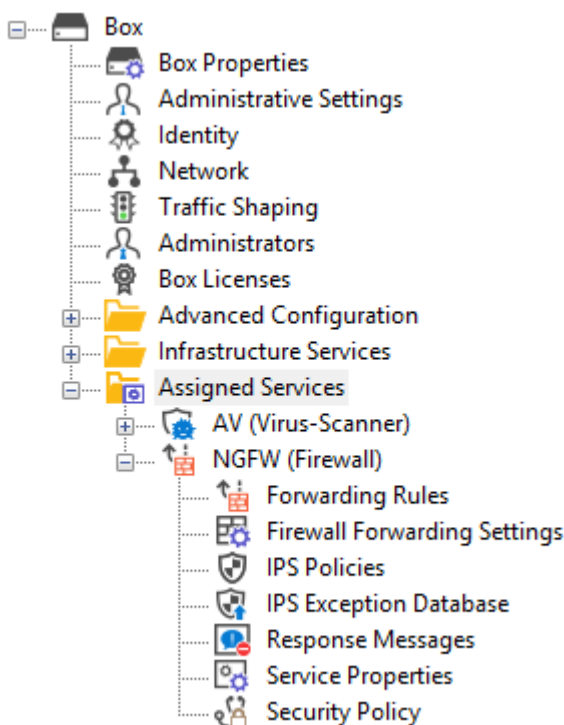 Box
Box Properties
Administrative Settings
Identity
Network
Traffic Shaping
Administrators
Box Licenses
Advanced Configuration
Infrastructure Services
Assigned Services
AV (Virus-Scanner)
NGFW (Firewall)
Forwarding Rules
Firewall Forwarding Settings
IPS Policies
IPS Exception Database
Response Messages
Service Properties
Security Policy